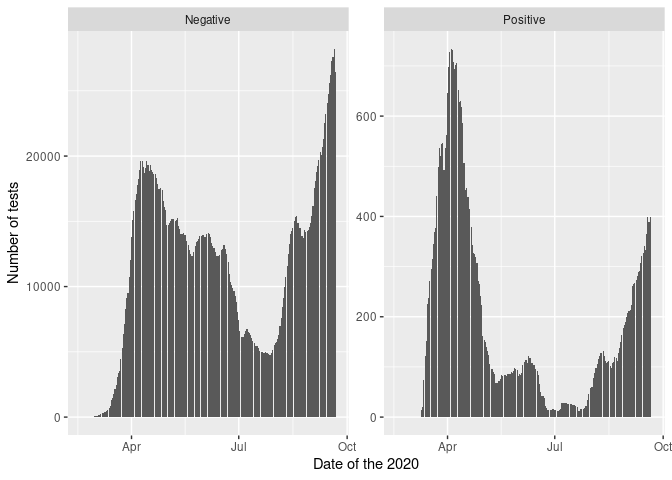 Negative
Positive
Number of tests
20000
10000
0
600
400
200
0
Apr
Jul
Oct
Apr
Jul
Oct
Date of the 2020